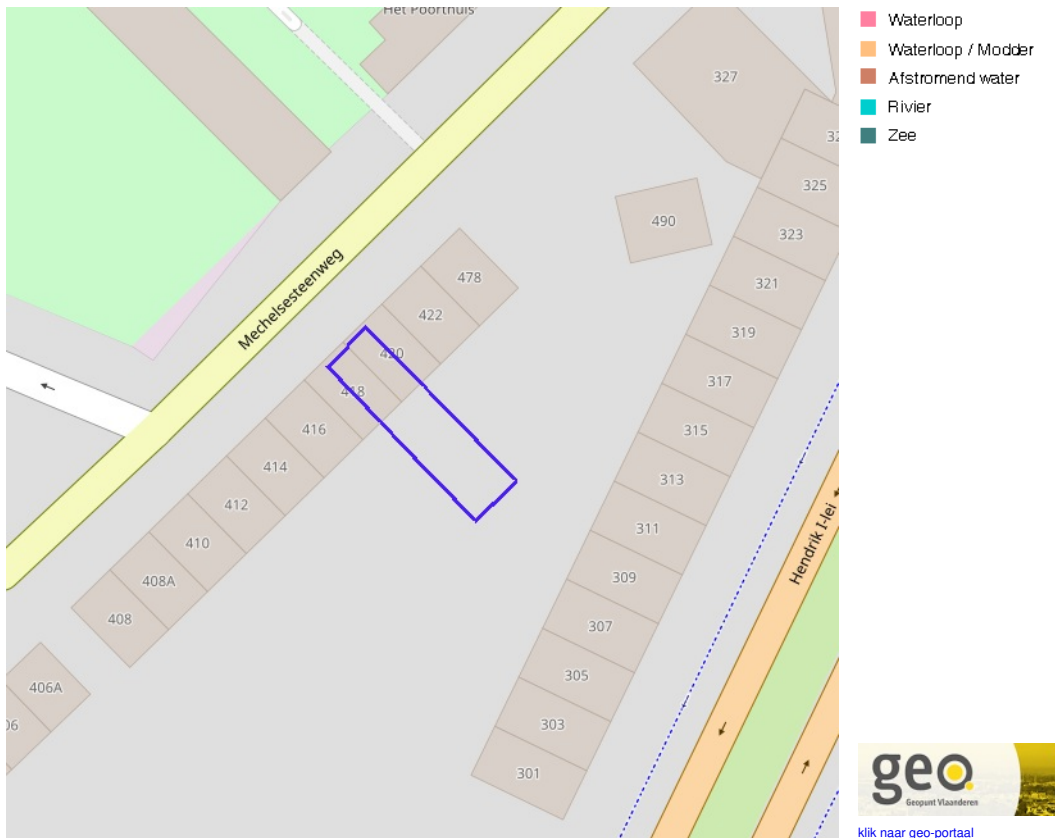 Het Poorthuis
327
325
323
321
319
317
315
313
311
309
307
305
303
301
490
478
422
420
418
416
414
412
410
408A
408
406A
06
Mechelsesteenweg
Hendrik I-lei
Waterloop
Waterloop / Modder
Afstromend water
Rivier
Zee
geo.
Geopunt Vlaanderen
klik naar geo-portaal